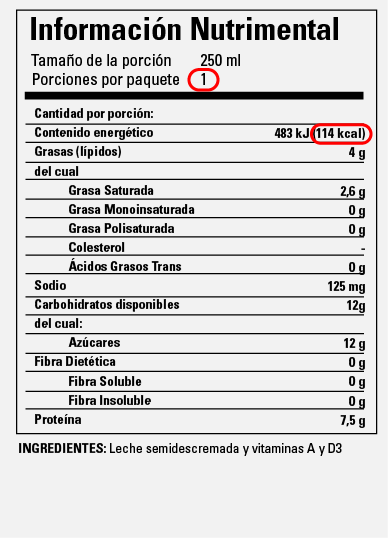 Información Nutrimental
Tamaño de la porción 250 ml
Porciones por paquete 1
Cantidad por porción:
Contenido energético 483 kJ (114 kcal)
Grasas (lípidos) 4 g
del cual
Grasa Saturada 2,6 g
Grasa Monoinsaturada 0 g
Grasa Polisaturada 0 g
Colesterol -
Ácidos Grasos Trans 0 g
Sodio 125 mg
Carbohidratos disponibles 12g
del cual:
Azúcares 12 g
Fibra Dietética 0 g
Fibra Soluble 0 g
Fibra Insoluble 0 g
Proteína 7,5 g
INGREDIENTES: Leche semidescremada y vitaminas A y D3